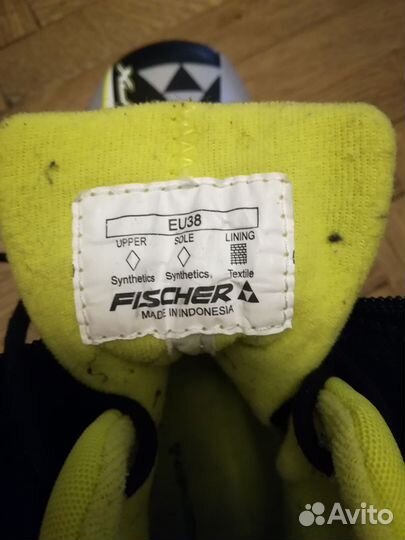 EU38
UPPER SOLE LINING
Synthetics Synthetics Textile
FISCHER
MADE IN INDONESIA
Avito